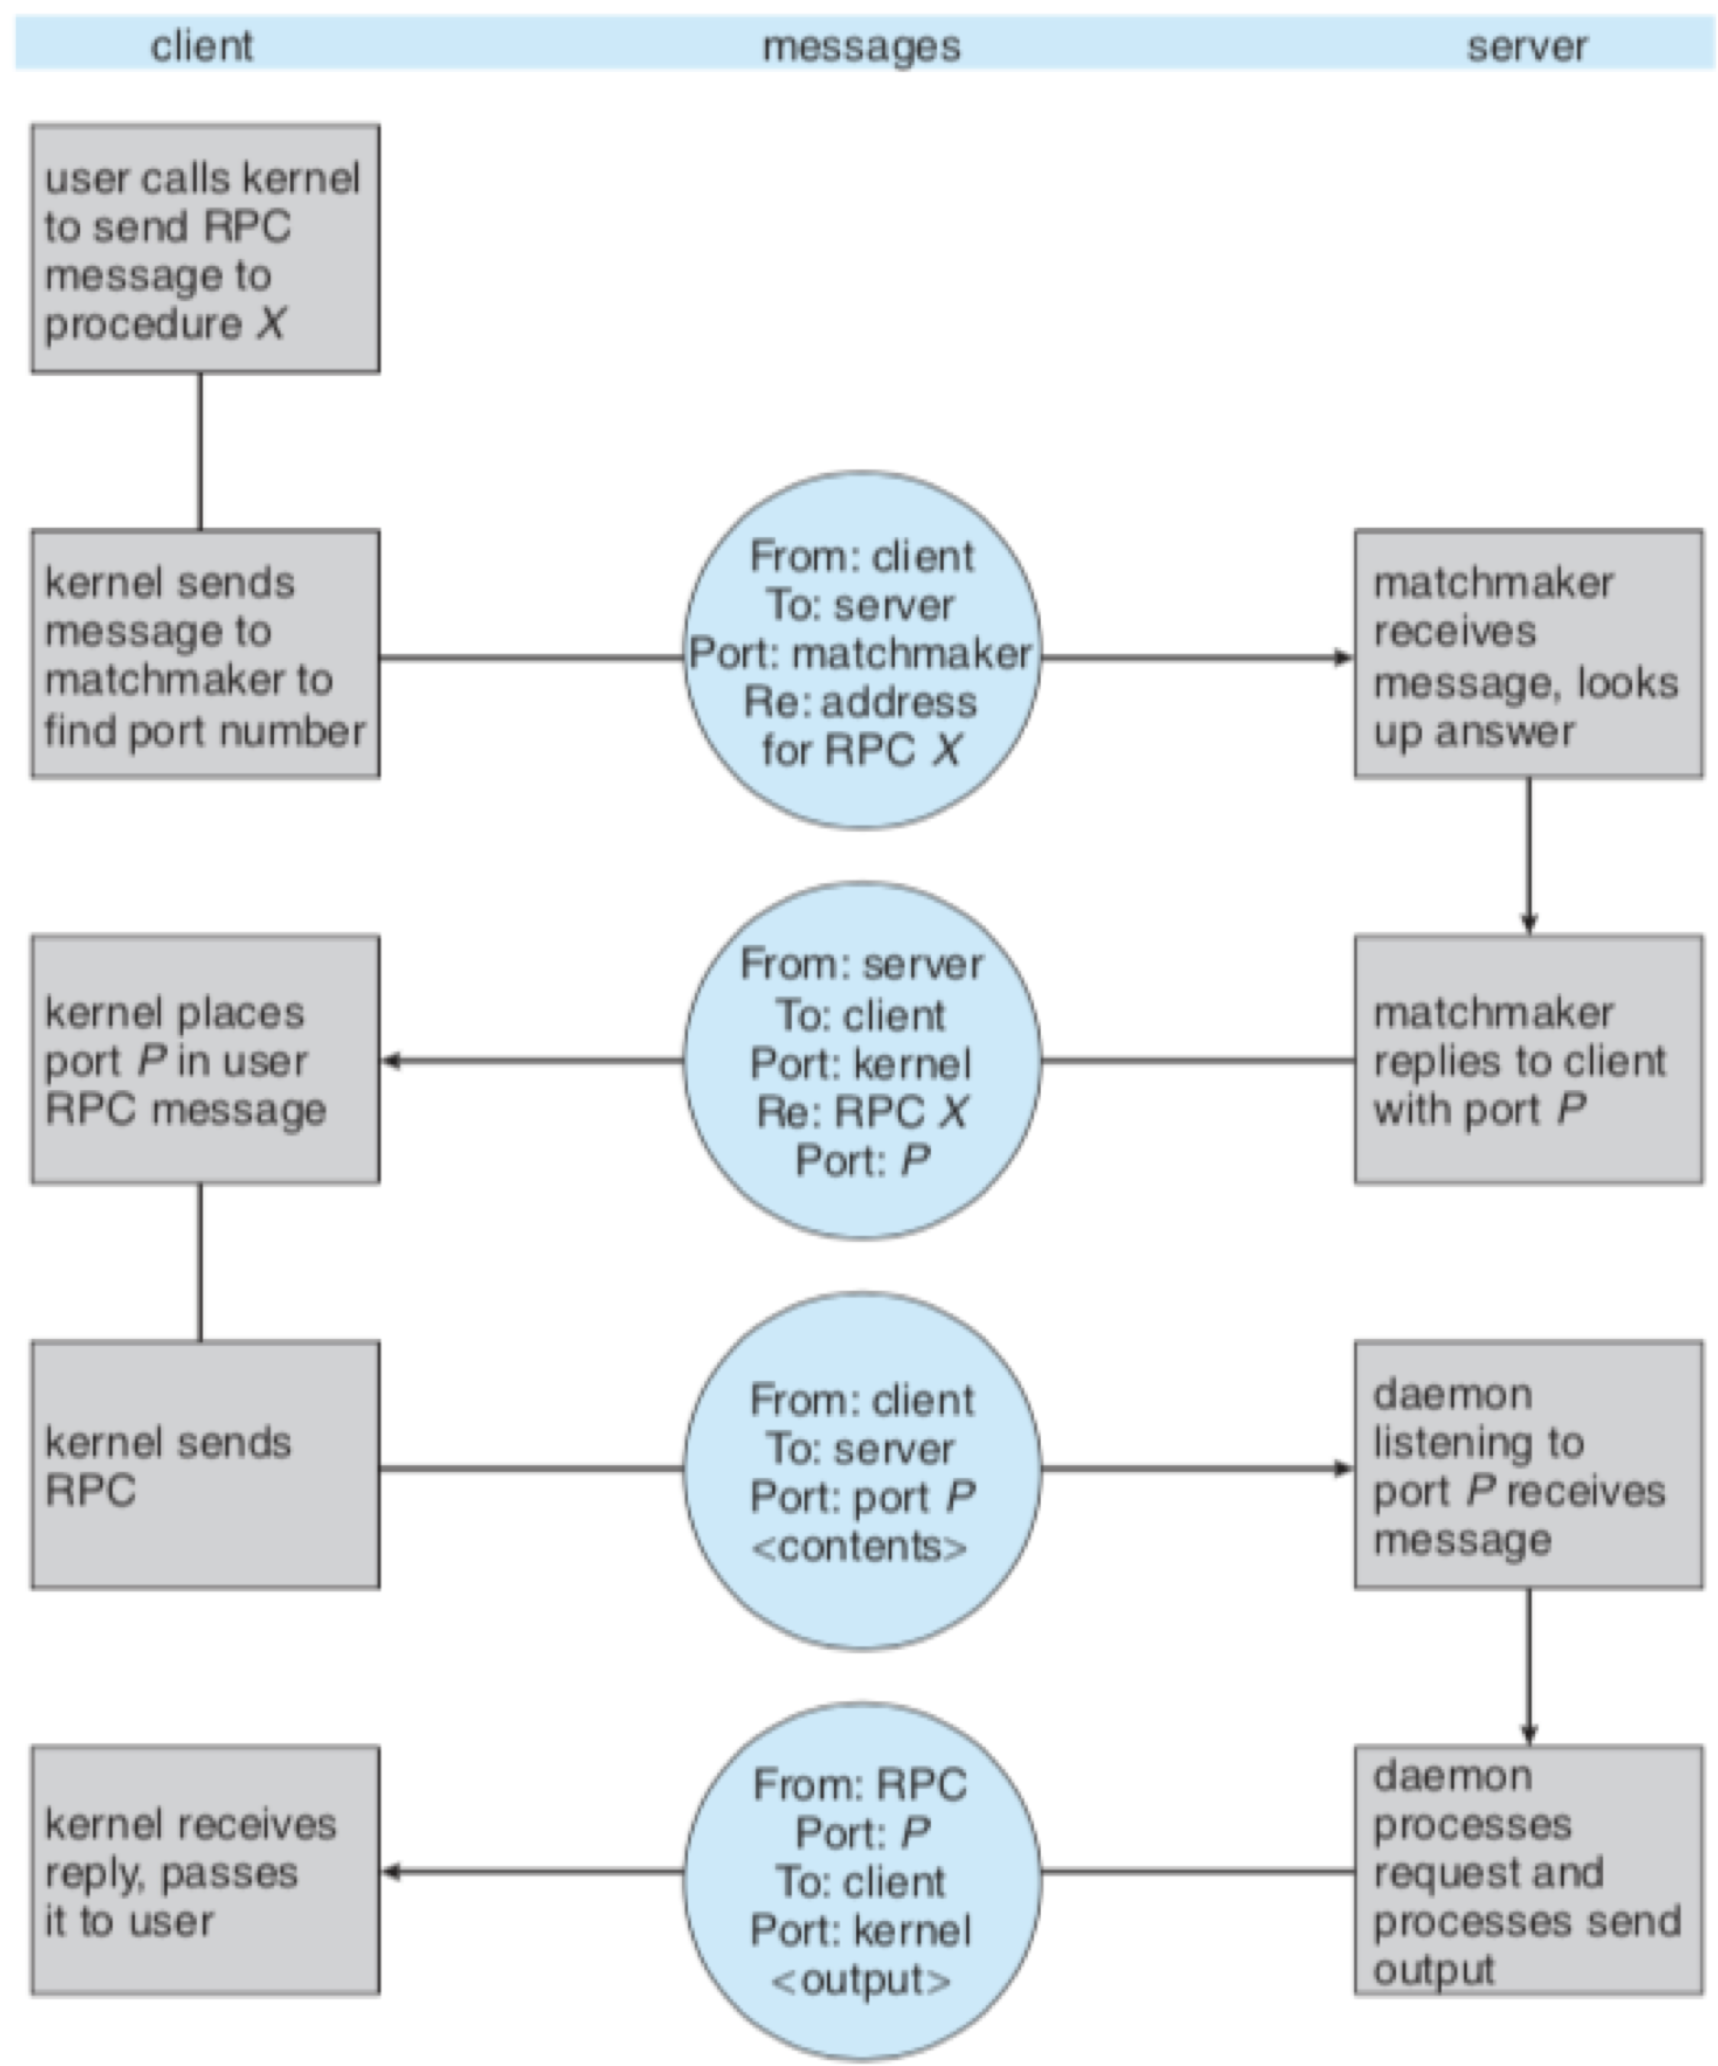 client
messages
server
user calls kernel
to send RPC
message to
procedure X
kernel sends
message to
matchmaker to
find port number
From: client
To: server
Port: matchmaker
Re: address
for RPC X
matchmaker
receives
message, looks
up answer
kernel places
port P in user
RPC message
From: server
To: client
Port: kernel
Re: RPC X
Port: P
matchmaker
replies to client
with port P
kernel sends
RPC
From: client
To: server
Port: port P
<contents>
daemon
listening to
port P receives
message
kernel receives
reply, passes
it to user
From: RPC
Port: P
To: client
Port: kernel
<output>
daemon
processes
request and
processes send
output